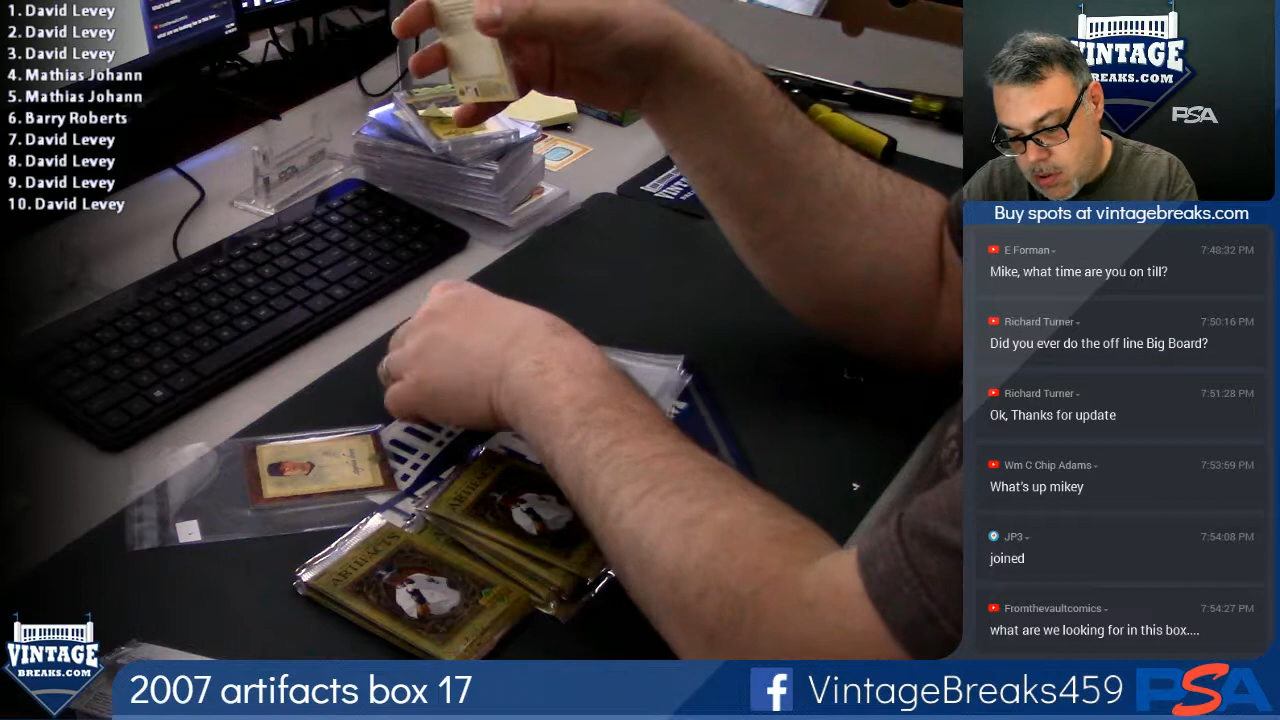 1. David Levey
2. David Levey
3. David Levey
4. Mathias Johann
5. Mathias Johann
6. Barry Roberts
7. David Levey
8. David Levey
9. David Levey
10. David Levey
VINTAGE
BREAKS.COM
PSA
Buy spots at vintagebreaks.com
E Forman
7:48:32 PM
Mike, what time are you on till?
Richard Turner
7:50:16 PM
Did you ever do the off line Big Board?
Richard Turner
7:51:28 PM
Ok, Thanks for update
Wm C Chip Adams
7:53:59 PM
What's up mikey
JP3
7:54:08 PM
joined
Fromthevaultcomics
7:54:27 PM
what are we looking for in this box....
ARTIFACTS
ARTIFACTS
VINTAGE
BREAKS.COM
2007 artifacts box 17
VintageBreaks459
PSA